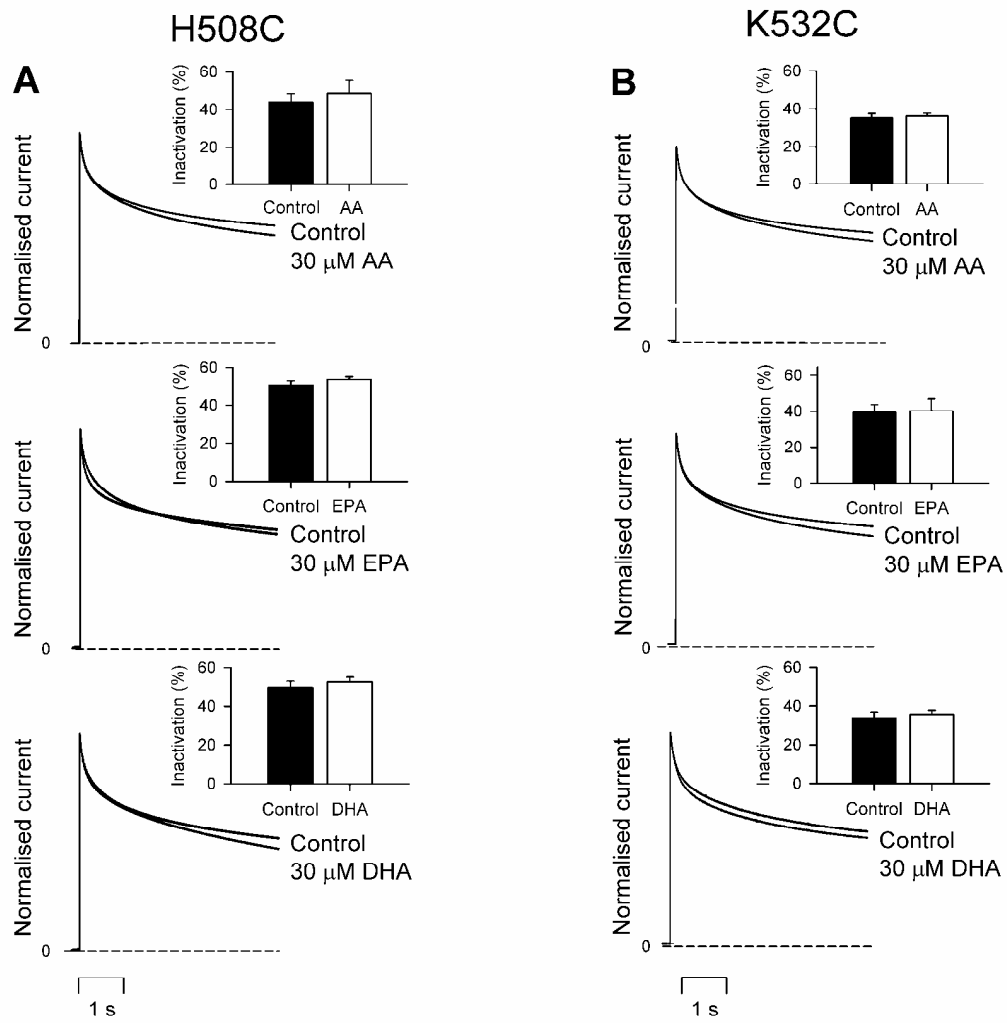 H508C
K532C
A
Normalised current
Inactivation (%)
60
40
20
0
Control AA
Control
30 μM AA
0
Normalised current
Inactivation (%)
60
40
20
0
Control EPA
Control
30 μM EPA
0
Normalised current
Inactivation (%)
60
40
20
0
Control DHA
Control
30 μM DHA
0
1 s
B
Normalised current
Inactivation (%)
60
40
20
0
Control AA
Control
30 μM AA
0
Normalised current
Inactivation (%)
60
40
20
0
Control EPA
Control
30 μM EPA
0
Normalised current
Inactivation (%)
60
40
20
0
Control DHA
Control
30 μM DHA
0
1 s